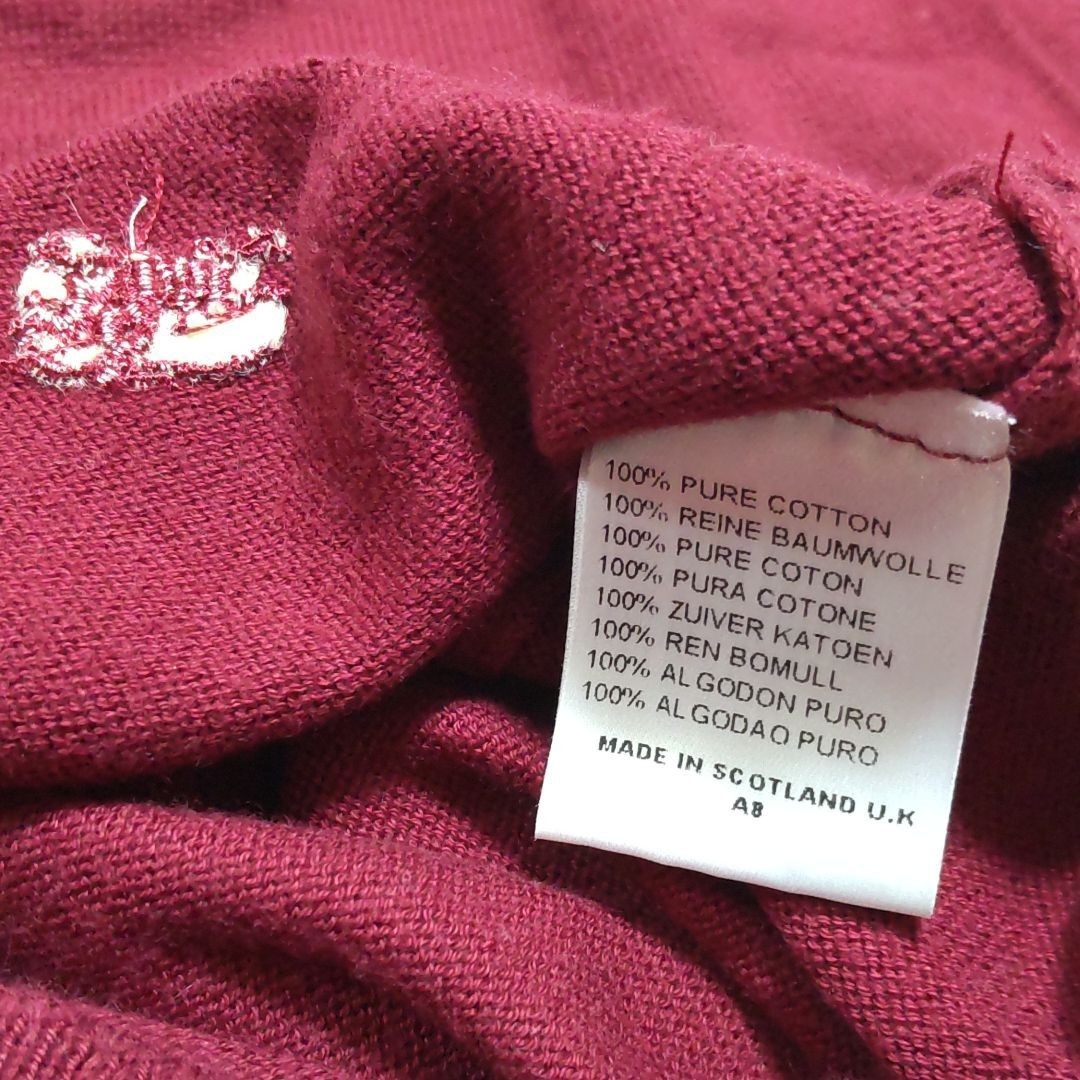 100% PURE COTTON
100% REINE BAUMWOLLE
100% PURE COTON
100% PURA COTONE
100% ZUIVER KATOEN
100% REN BOMULL
100% ALGODON PURO
100% ALGODAO PURO
MADE IN SCOTLAND U.K
A8